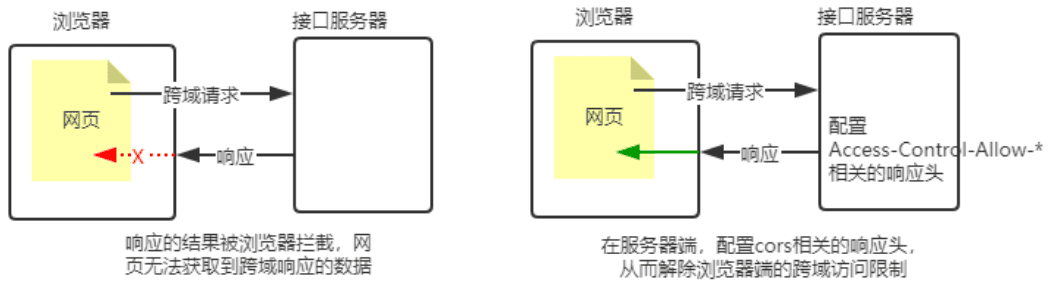 浏览器
接口服务器
网页
跨域请求
X
响应
响应的结果被浏览器拦截，网
页无法获取到跨域响应的数据
浏览器
接口服务器
网页
跨域请求
响应
配置
Access-Control-Allow-*
相关的响应头
在服务器端，配置cors相关的响应头，
从而解除浏览器端的跨域访问限制